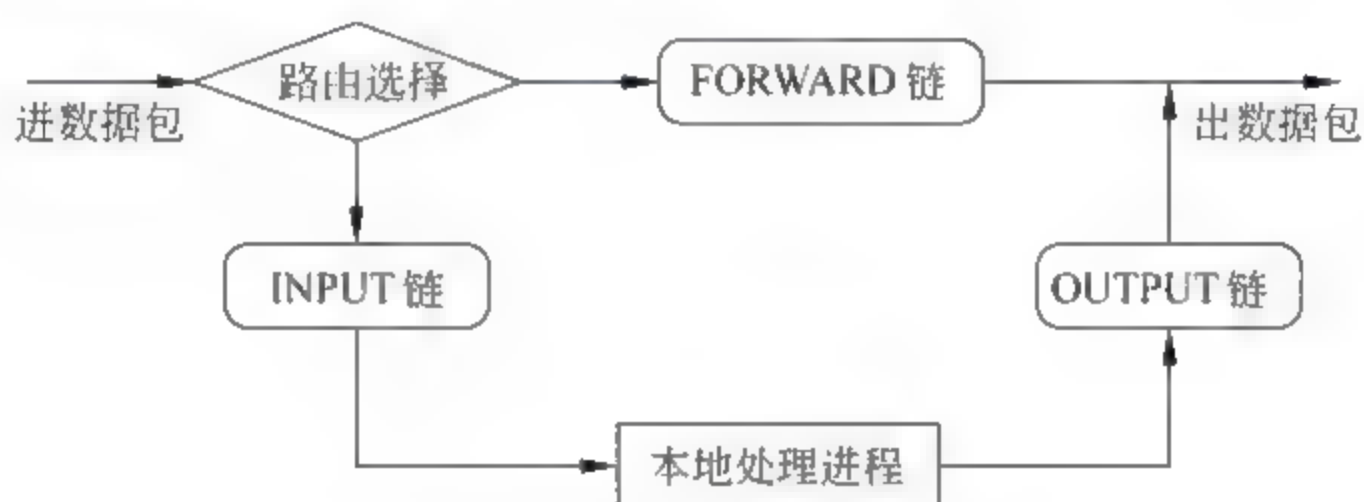 路由选择
FORWARD 链
进数据包
出数据包
INPUT 链
OUTPUT 链
本地处理进程